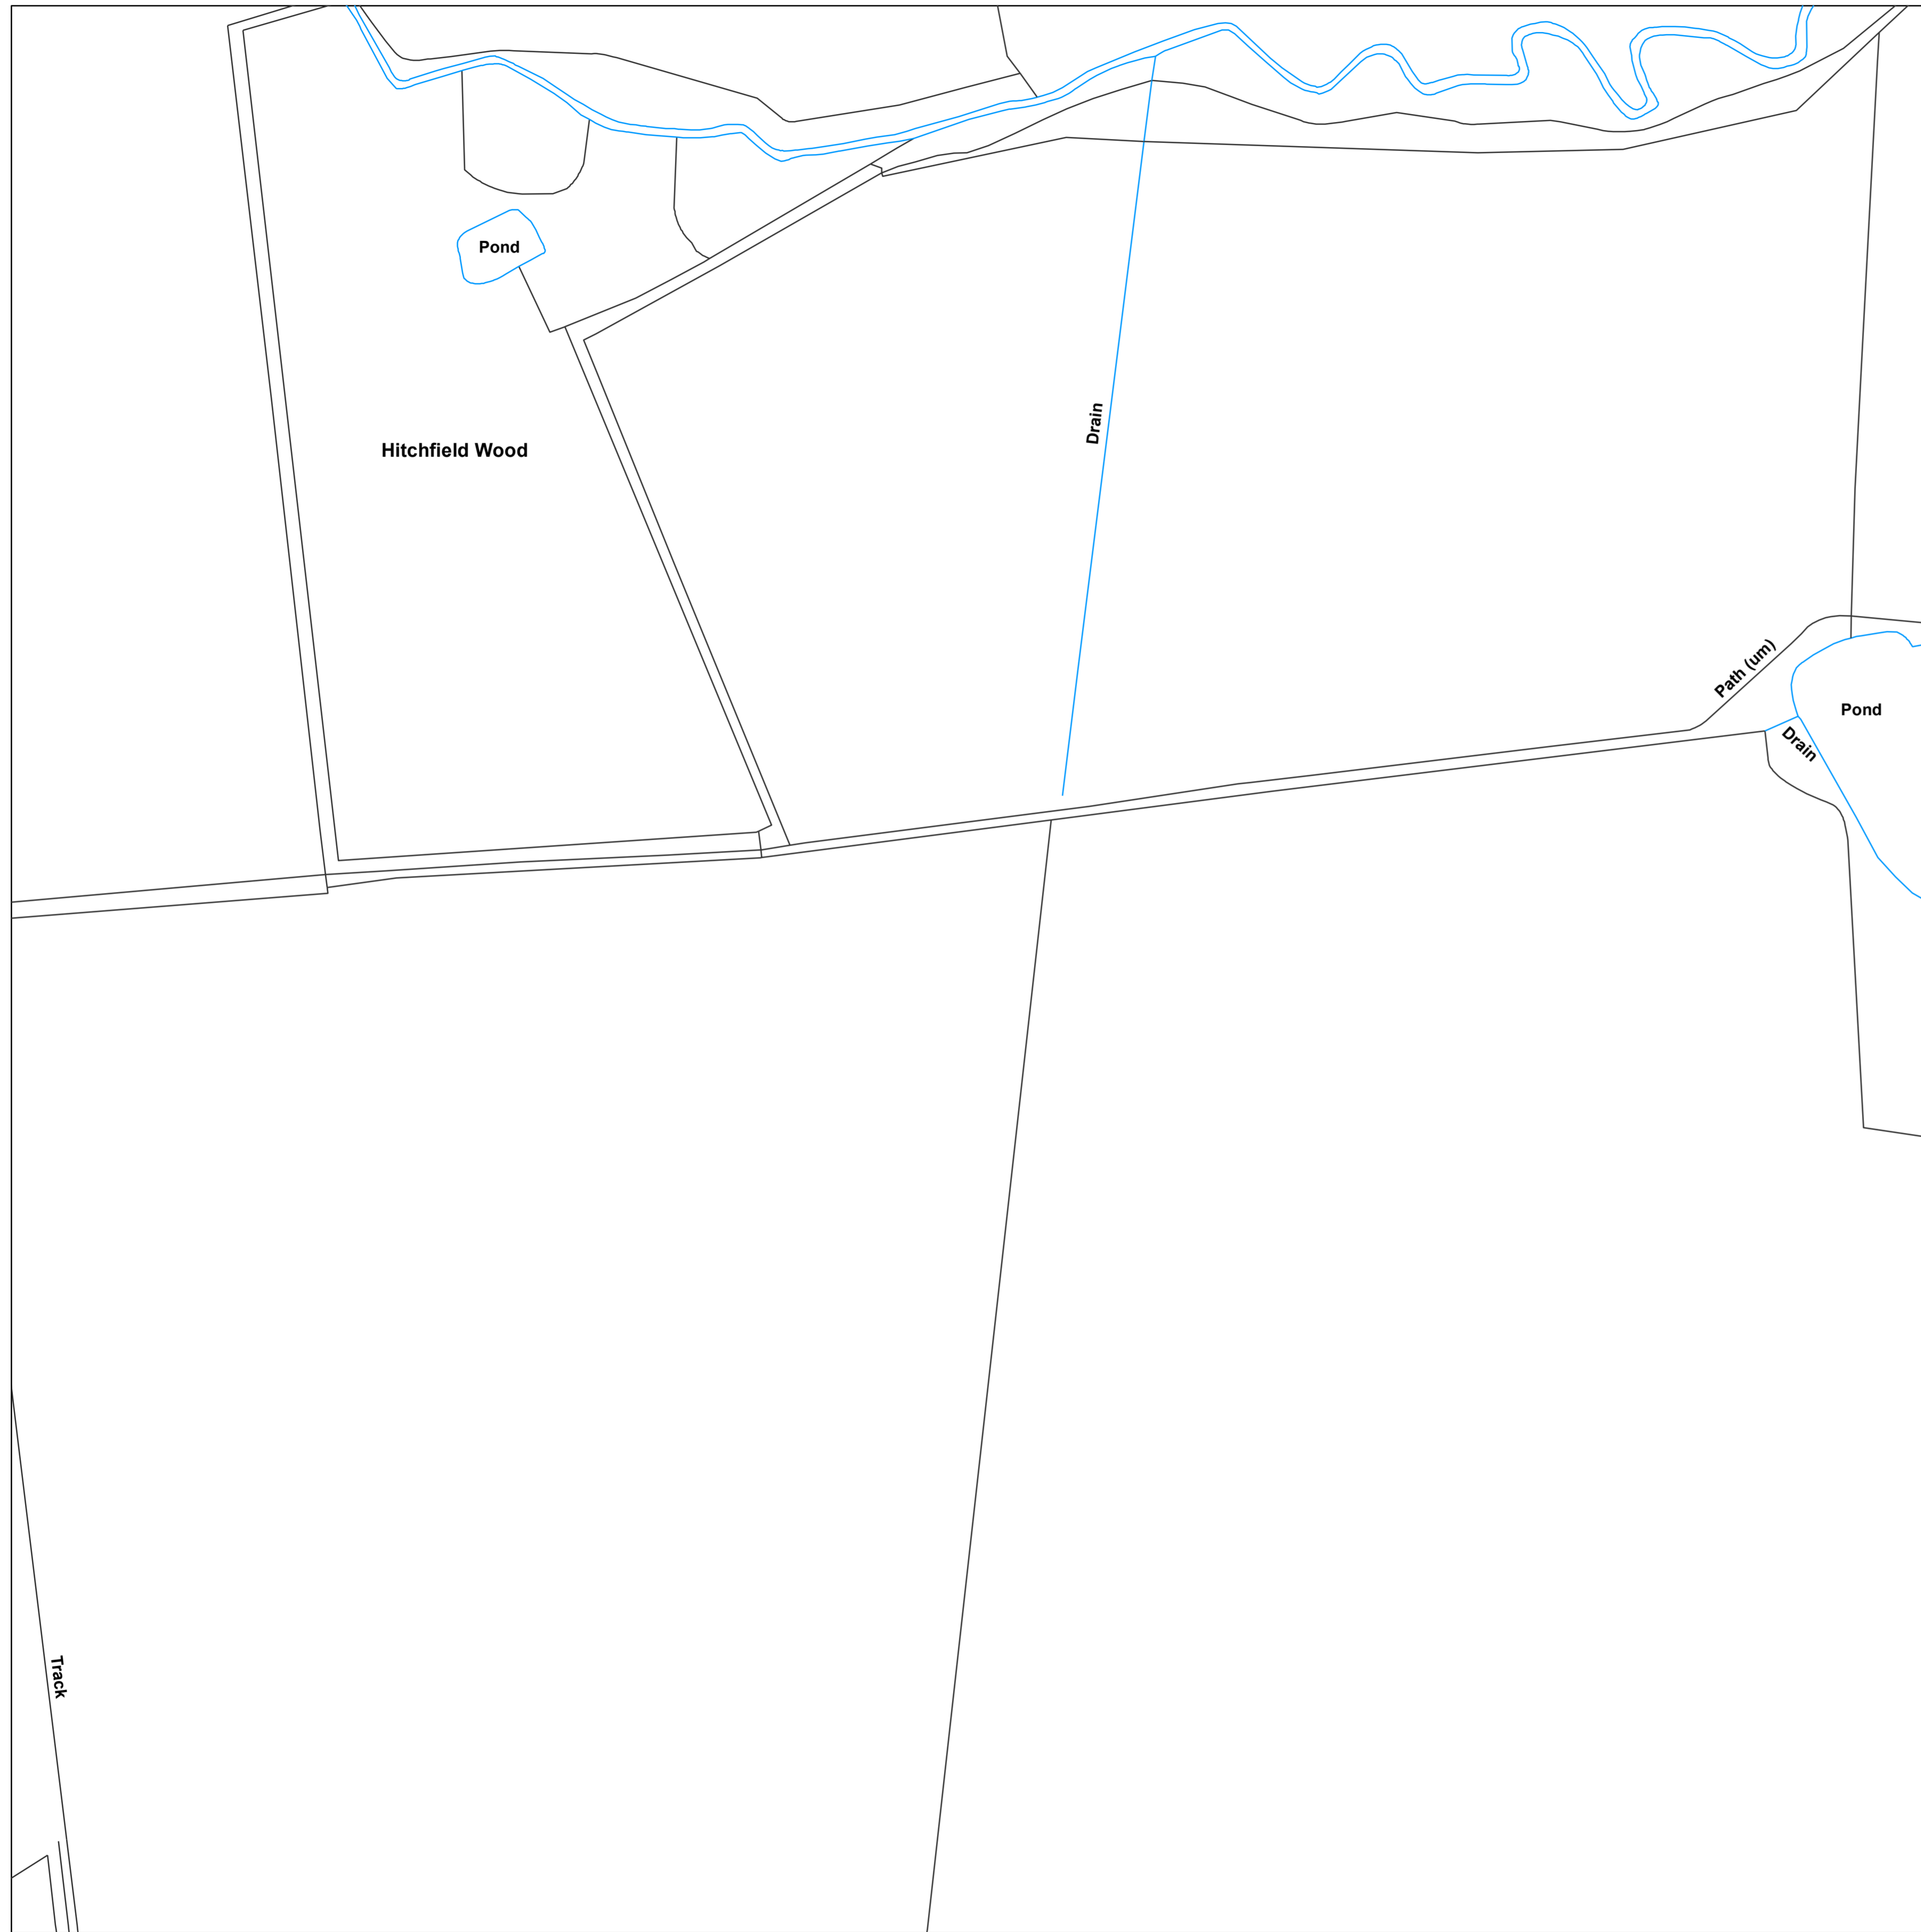 Pond
Drain
Hitchfield Wood
Path (um)
Pond
Drain
Track